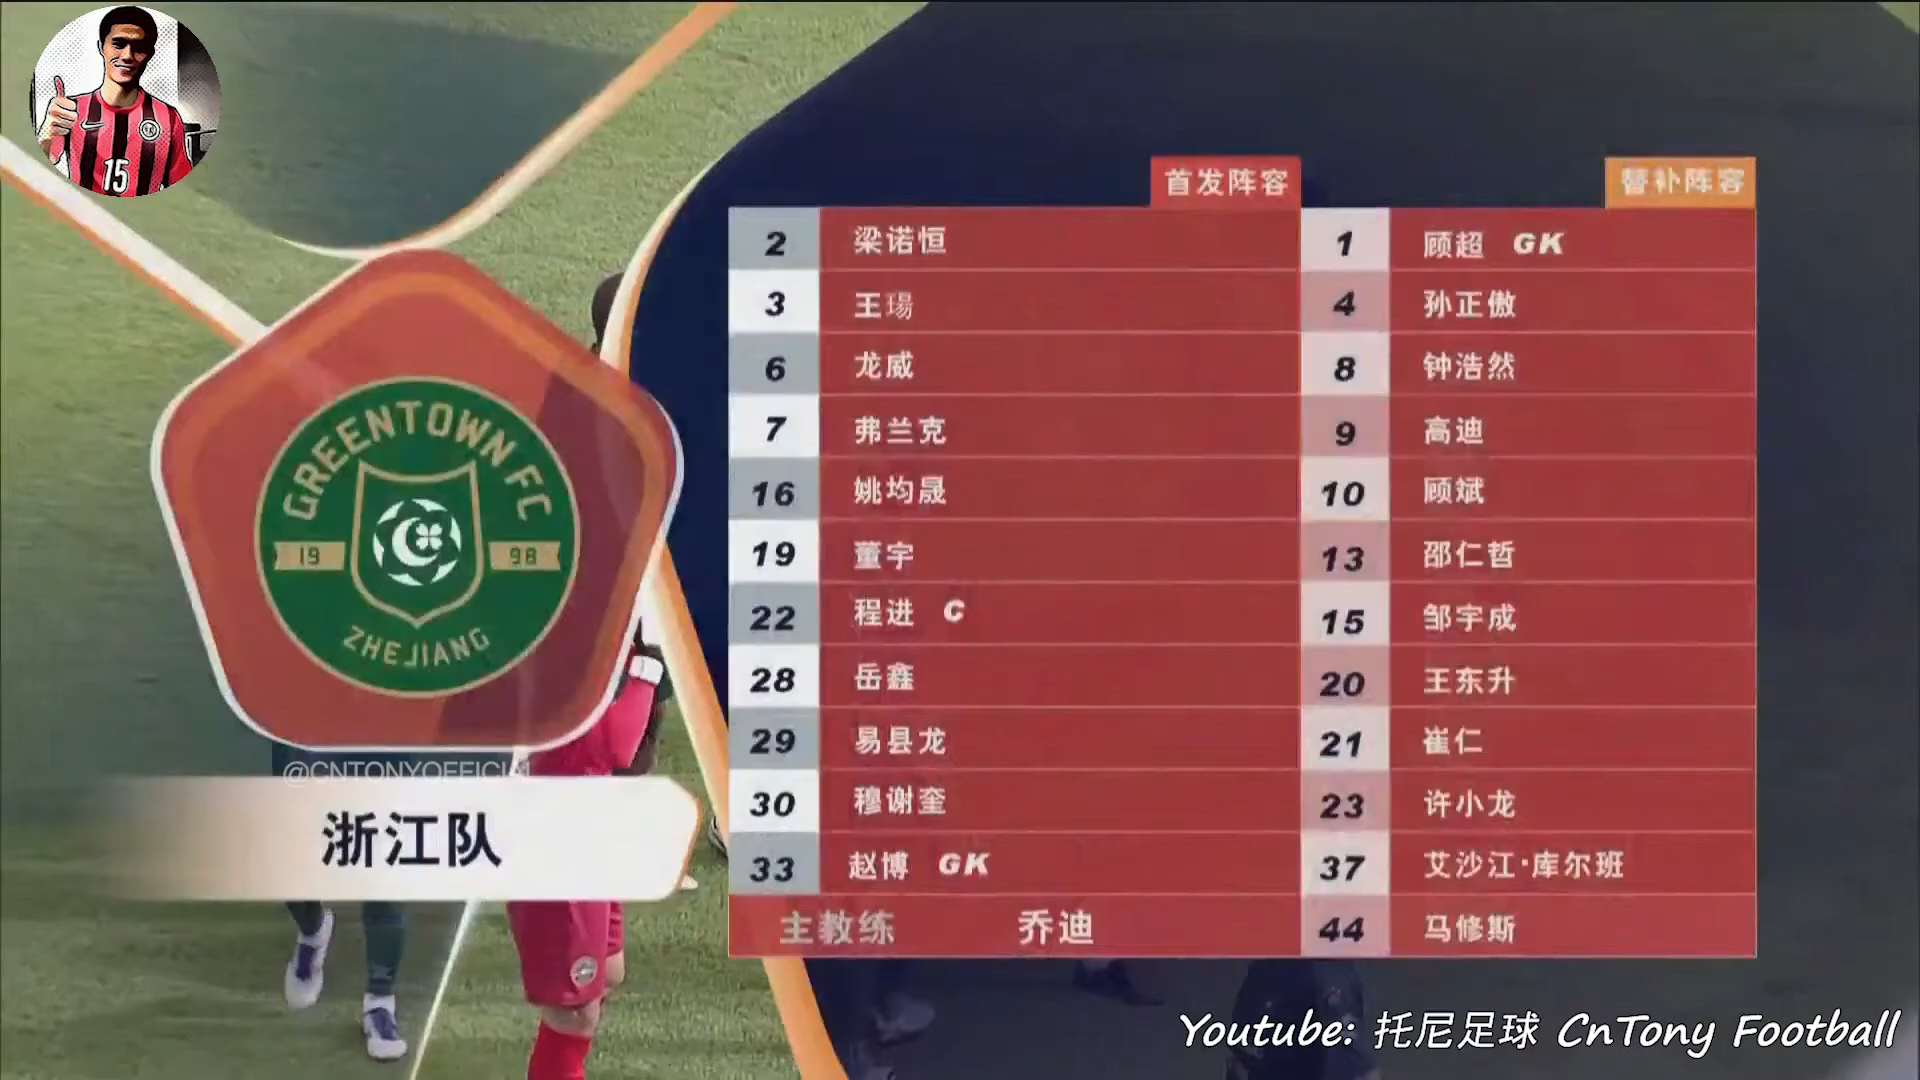 15
首发阵容
替补阵容
2 梁诺恒
3 王瑒
6 龙威
7 弗兰克
16 姚均晟
19 董宇
22 程进 C
28 岳鑫
29 易县龙
30 穆谢奎
33 赵博 GK
主教练 乔迪
1 顾超 GK
4 孙正傲
8 钟浩然
9 高迪
10 顾斌
13 邵仁哲
15 邹宇成
20 王东升
21 崔仁
23 许小龙
37 艾沙江·库尔班
44 马修斯
GREENTOWN FC
19 98
ZHEJIANG
@CNTONYOFFICIAL
浙江队
Youtube: 托尼足球 CnTony Football